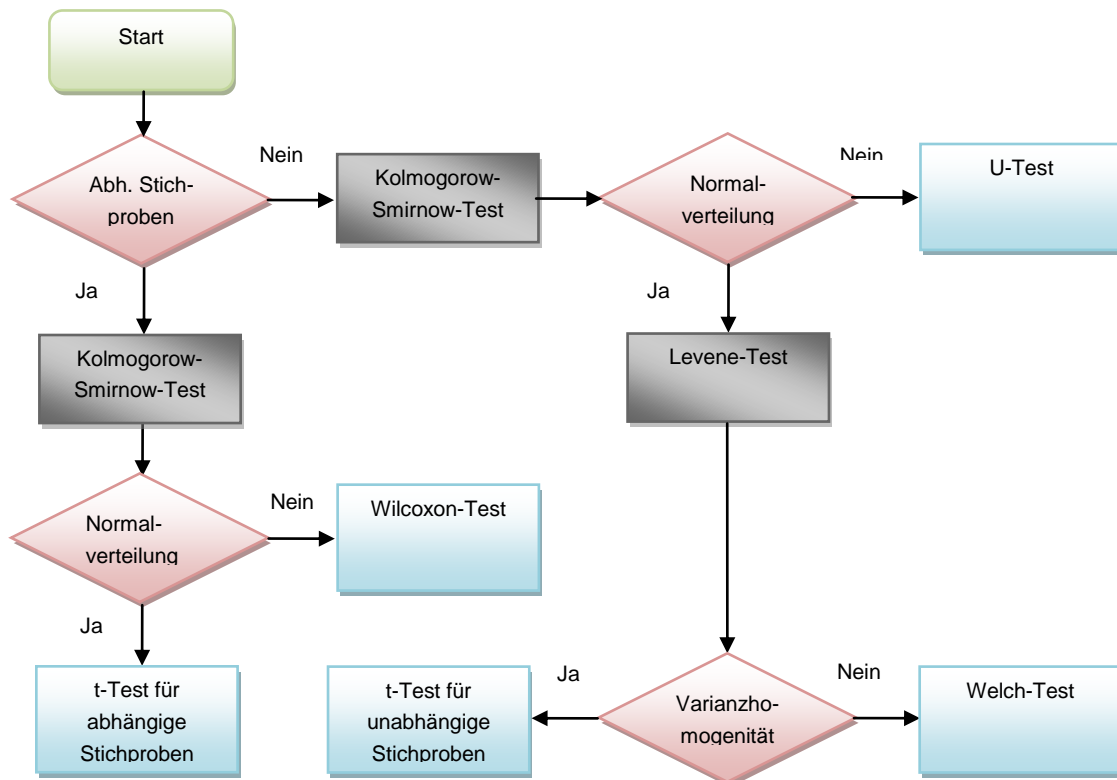 Start
Abh. Stich-
proben
Nein
Kolmogorow-
Smirnow-Test
Normal-
verteilung
Nein
U-Test
Ja
Ja
Kolmogorow-
Smirnow-Test
Levene-Test
Normal-
verteilung
Nein
Wilcoxon-Test
Ja
t-Test für
abhängige
Stichproben
t-Test für
unabhängige
Stichproben
Ja
Varianzho-
mogenität
Nein
Welch-Test